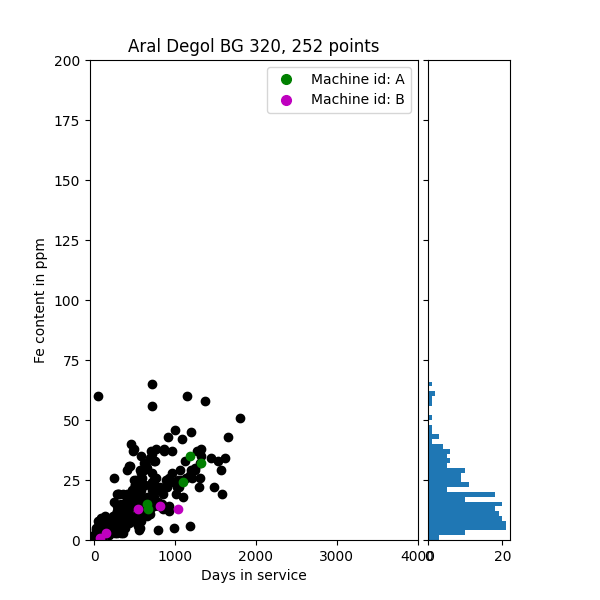 Aral Degol BG 320, 252 points
Machine id: A
Machine id: B
Fe content in ppm
200
175
150
125
100
75
50
25
0
0 1000 2000 3000 4000
0 20
Days in service